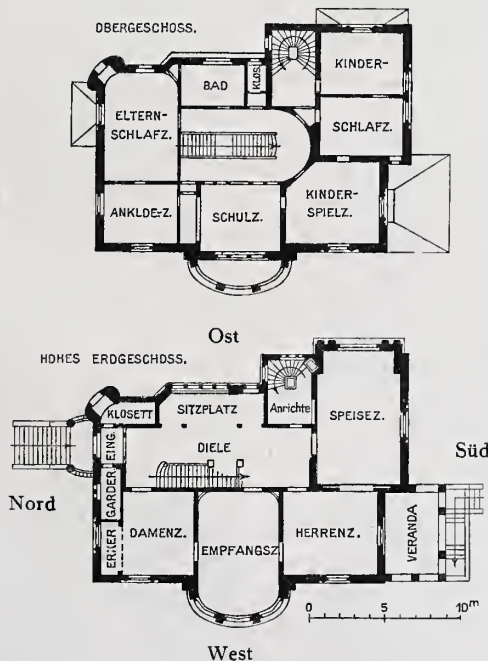 OBERGESCHOSS.
BAD
KLOS.
KINDER-
ELTERN-
SCHLAFZ.
SCHLAFZ.
ANKLDE-Z.
SCHULZ.
KINDER-
SPIELZ.
Ost
HOHES ERDGESCHOSS.
KLOSETT
SITZPLATZ
Anrichte
SPEISEZ.
EING.
DIELE
Süd
Nord
GARDER.
ERKER
DAMENZ.
EMPFANGSZ.
HERRENZ.
VERANDA
0 5 10m
West